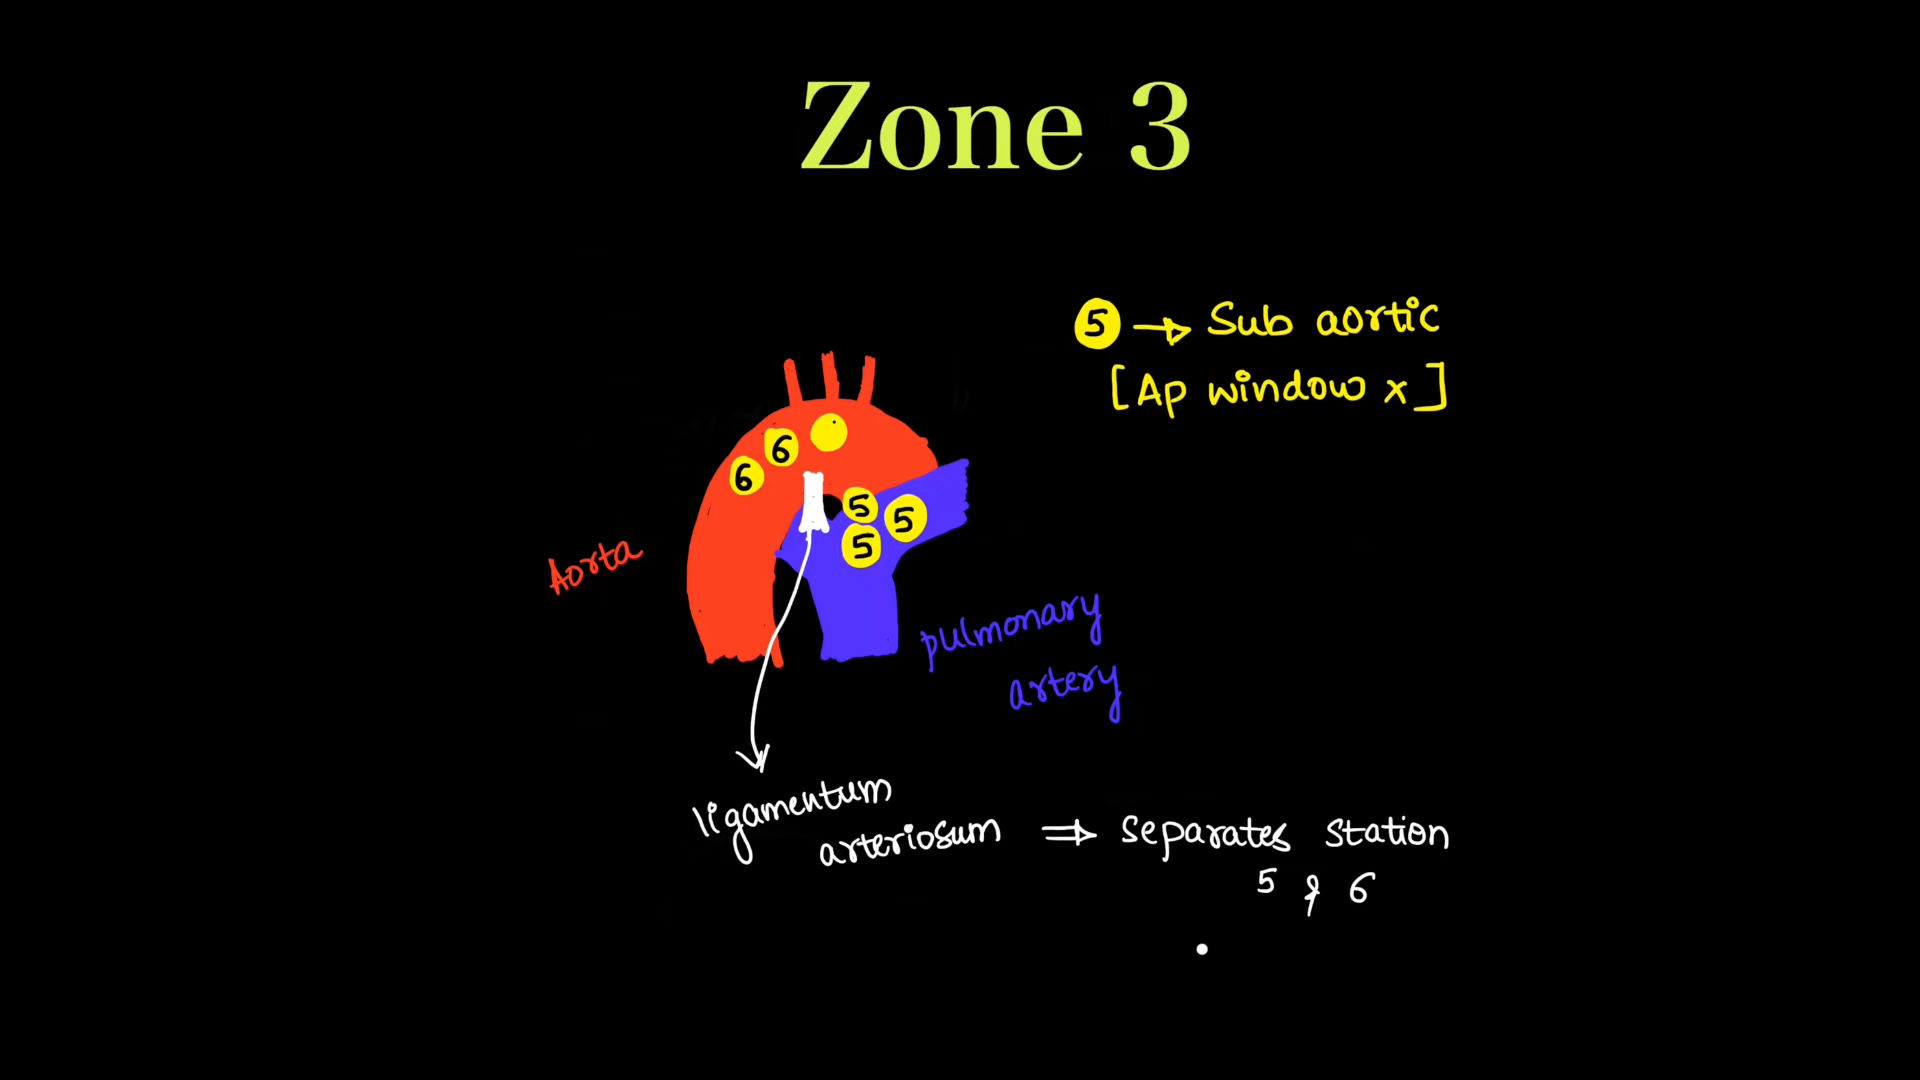 Zone 3
5 → Sub aortic
[Ap window x]
6 6
5 5
5
Aorta
pulmonary
artery
ligamentum
arteriosum ⇒ separates station
5 & 6